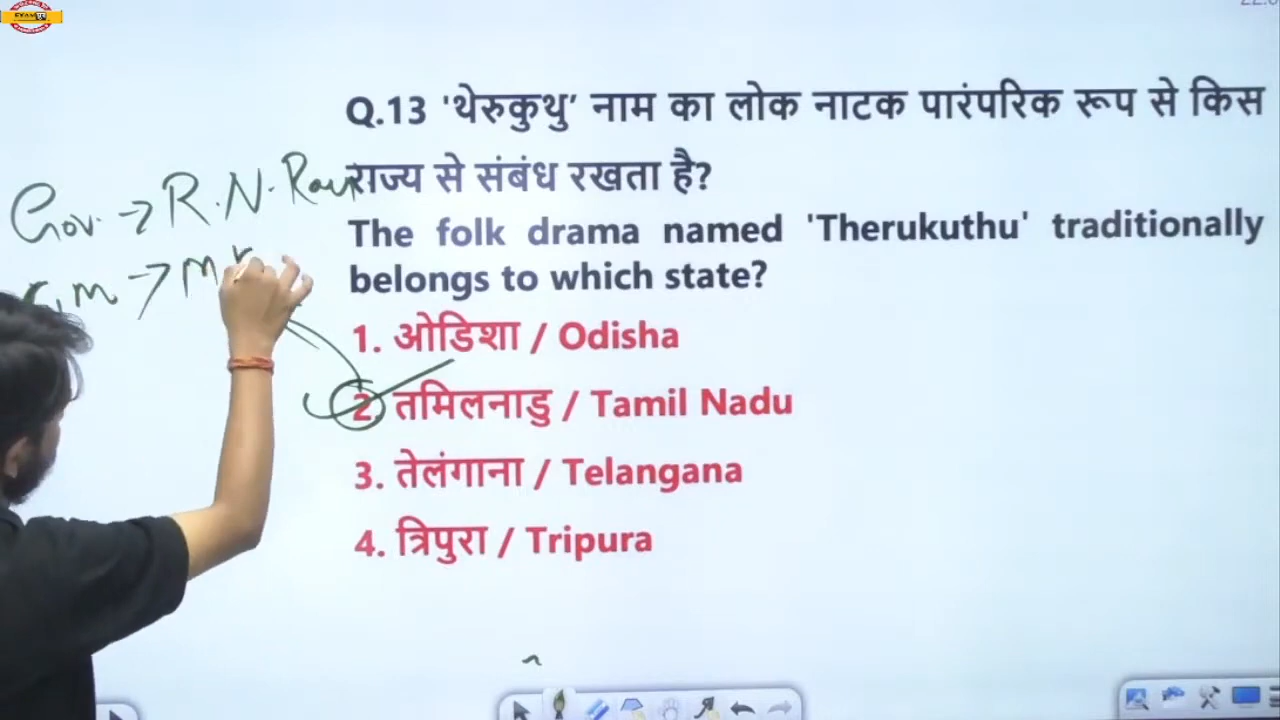 EXAM
Q.13 'थेरुकुथु' नाम का लोक नाटक पारंपरिक रूप से किस
राज्य से संबंध रखता है?
Gov. → R.N. Ravi
The folk drama named 'Therukuthu' traditionally
belongs to which state?
C.M → M K
1. ओडिशा / Odisha
2. तमिलनाडु / Tamil Nadu
3. तेलंगाना / Telangana
4. त्रिपुरा / Tripura